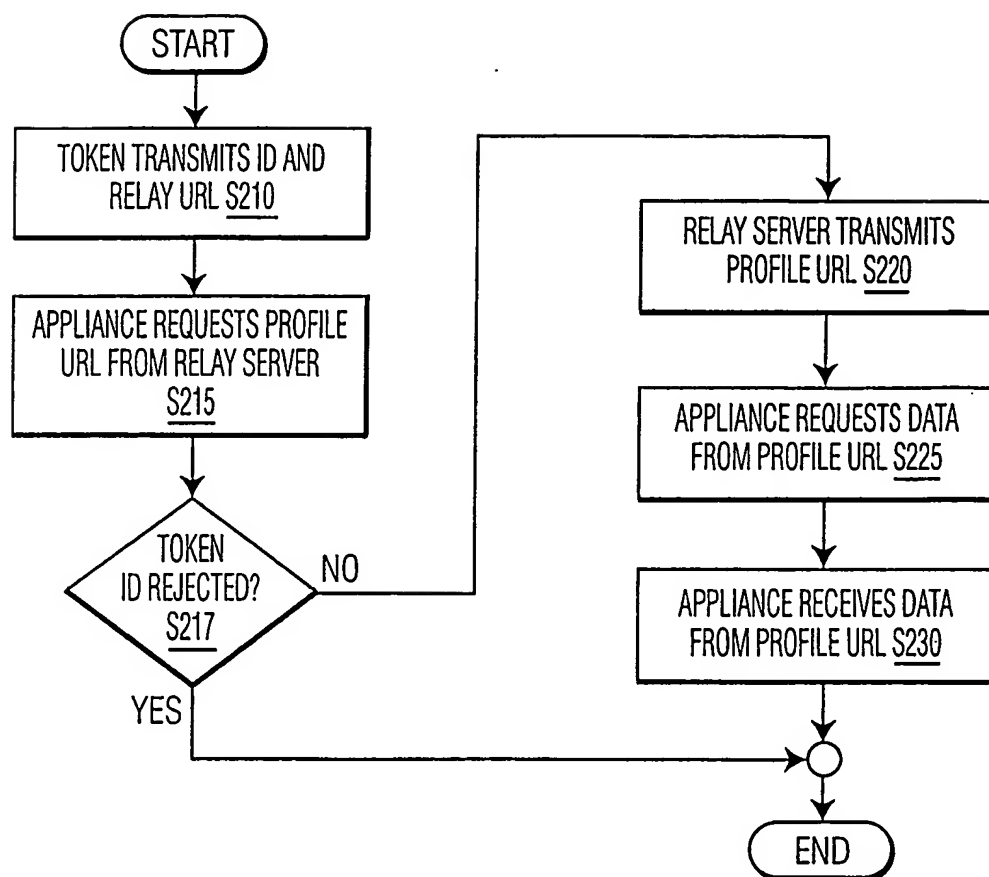 START
TOKEN TRANSMITS ID AND
RELAY URL S210
APPLIANCE REQUESTS PROFILE
URL FROM RELAY SERVER
S215
TOKEN
ID REJECTED?
S217
NO
YES
RELAY SERVER TRANSMITS
PROFILE URL S220
APPLIANCE REQUESTS DATA
FROM PROFILE URL S225
APPLIANCE RECEIVES DATA
FROM PROFILE URL S230
END